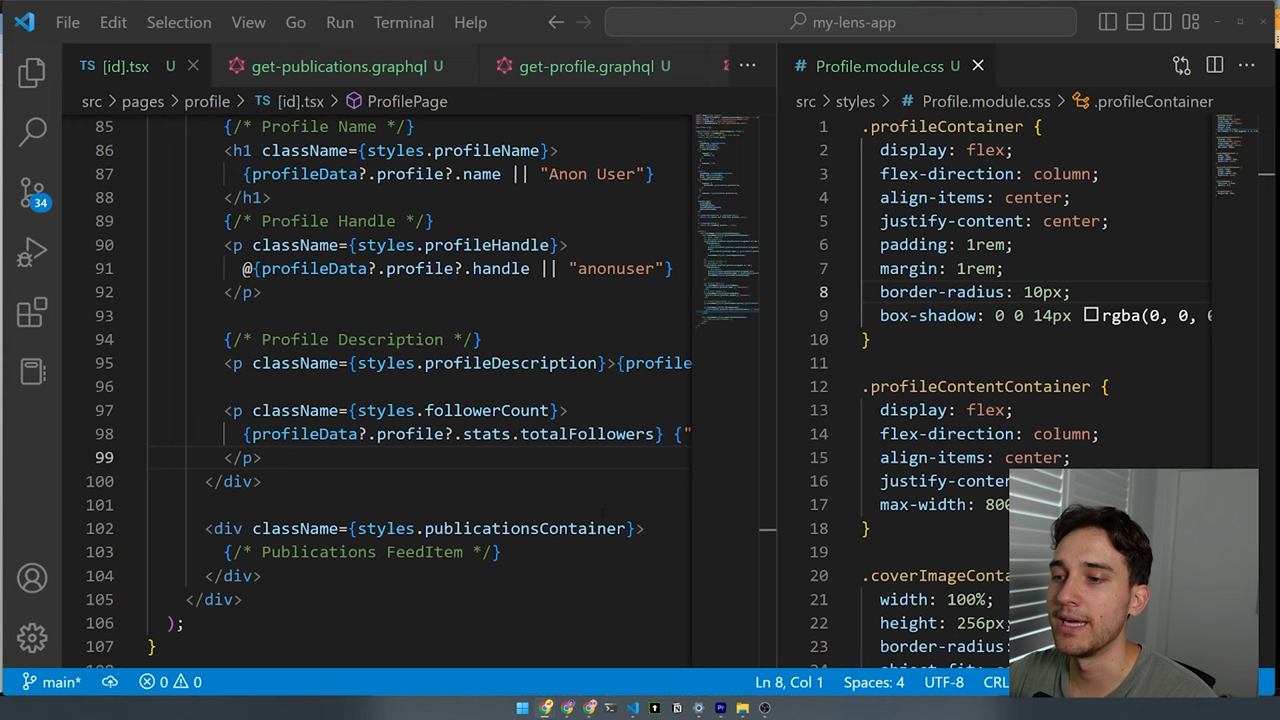 File Edit Selection View Go Run Terminal Help
my-lens-app
TS [id].tsx U
get-publications.graphql U
get-profile.graphql U
# Profile.module.css U
src > pages > profile > TS [id].tsx > ProfilePage
src > styles > # Profile.module.css > .profileContainer
85 {/* Profile Name */}
86 <h1 className={styles.profileName}>
87 {profileData?.profile?.name || "Anon User"}
88 </h1>
89 {/* Profile Handle */}
90 <p className={styles.profileHandle}>
91 @{profileData?.profile?.handle || "anonuser"}
92 </p>
93
94 {/* Profile Description */}
95 <p className={styles.profileDescription}>{profile
96
97 <p className={styles.followerCount}>
98 {profileData?.profile?.stats.totalFollowers} {"
99 </p>
100 </div>
101
102 <div className={styles.publicationsContainer}>
103 {/* Publications FeedItem */}
104 </div>
105 </div>
106 );
107 }
1 .profileContainer {
2 display: flex;
3 flex-direction: column;
4 align-items: center;
5 justify-content: center;
6 padding: 1rem;
7 margin: 1rem;
8 border-radius: 10px;
9 box-shadow: 0 0 14px rgba(0, 0, 0
10 }
11
12 .profileContentContainer {
13 display: flex;
14 flex-direction: column;
15 align-items: center;
16 justify-conten
17 max-width: 800
18 }
19
20 .coverImageConta
21 width: 100%;
22 height: 256px;
23 border-radius:
34
main*
0 0
Ln 8, Col 1
Spaces: 4
UTF-8